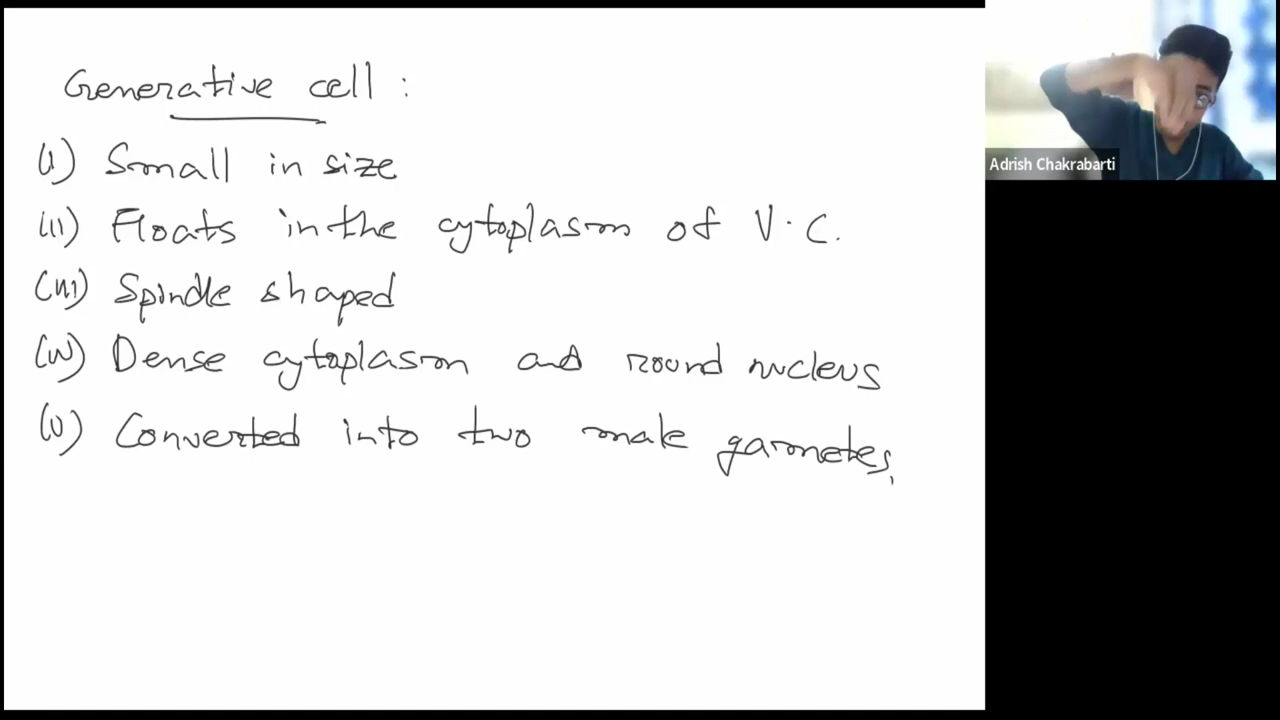 Generative cell :
(i) Small in size
(ii) Floats in the cytoplasm of V.C.
(iii) Spindle shaped
(iv) Dense cytoplasm and round nucleus
(v) Converted into two male gametes,
Adrish Chakrabarti